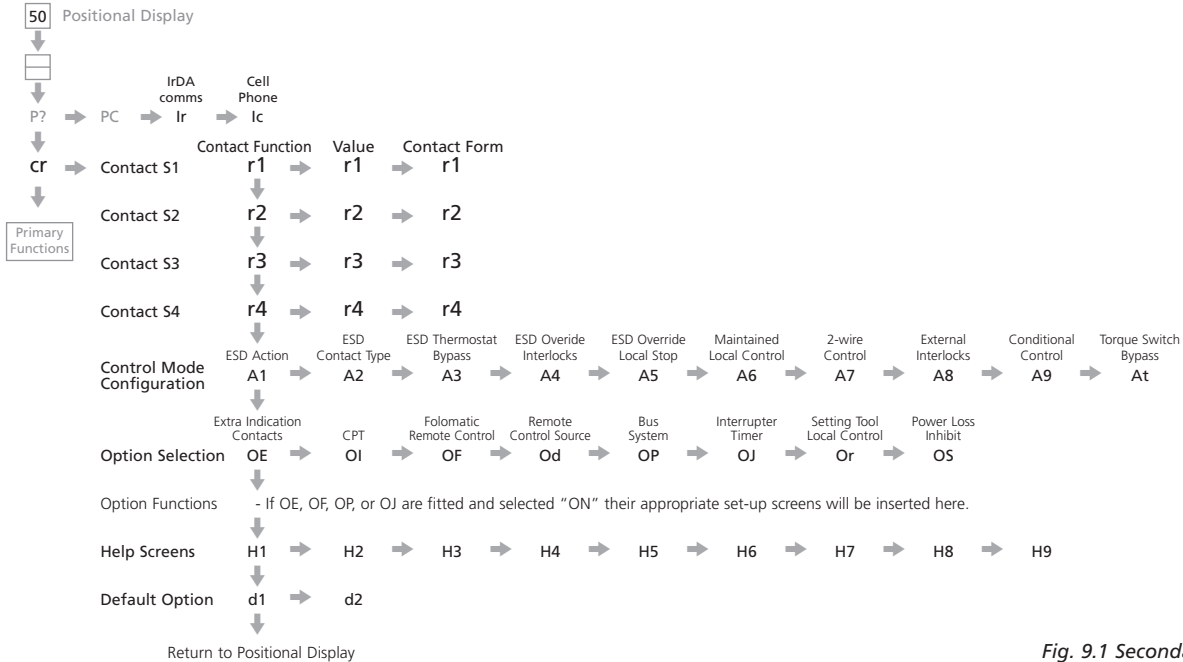 50 Positional Display
IrDA comms
Cell Phone
P? PC Ir Ic
Contact Function Value Contact Form
cr Contact S1 r1 r1 r1
Contact S2 r2 r2 r2
Primary Functions
Contact S3 r3 r3 r3
Contact S4 r4 r4 r4
ESD Action
ESD Contact Type
ESD Thermostat Bypass
ESD Overide Interlocks
ESD Override Local Stop
Maintained Local Control
2-wire Control
External Interlocks
Conditional Control
Torque Switch Bypass
Control Mode Configuration A1 A2 A3 A4 A5 A6 A7 A8 A9 At
Extra Indication Contacts
CPT
Folomatic Remote Control
Remote Control Source
Bus System
Interrupter Timer
Setting Tool Local Control
Power Loss Inhibit
Option Selection OE OI OF Od OP OJ Or OS
Option Functions - If OE, OF, OP, or OJ are fitted and selected “ON” their appropriate set-up screens will be inserted here.
Help Screens H1 H2 H3 H4 H5 H6 H7 H8 H9
Default Option d1 d2
Return to Positional Display
Fig. 9.1 Second